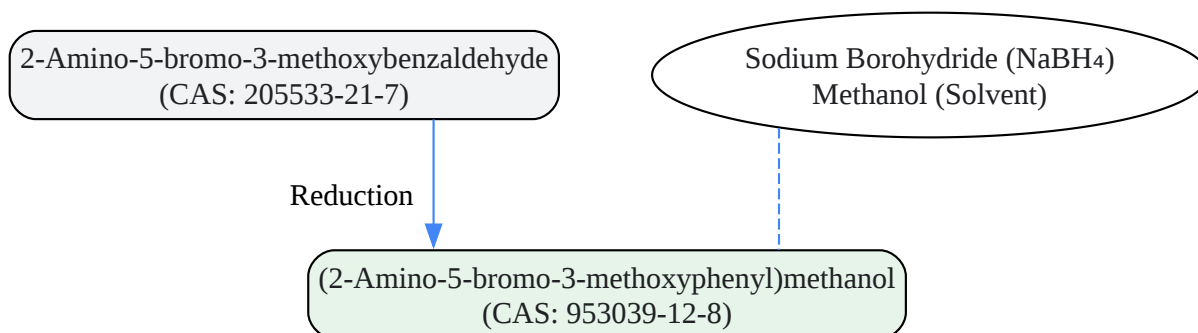 2-Amino-5-bromo-3-methoxybenzaldehyde
(CAS: 205533-21-7)
Sodium Borohydride (NaBH₄)
Methanol (Solvent)
Reduction
(2-Amino-5-bromo-3-methoxyphenyl)methanol
(CAS: 953039-12-8)